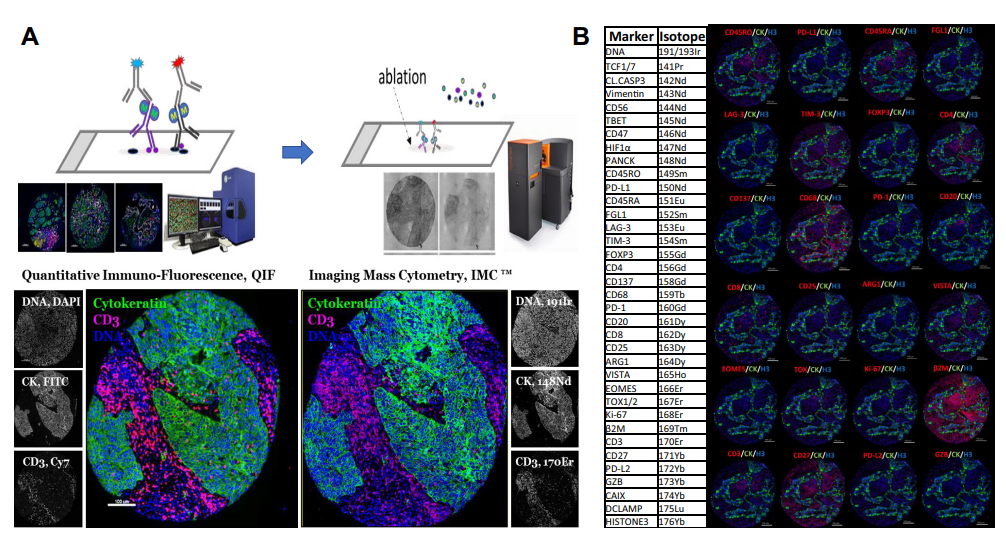 A
ablation
Quantitative Immuno-Fluorescence, QIF
Imaging Mass Cytometry, IMC ™
DNA, DAPI
CK, FITC
CD3, Cy7
Cytokeratin
CD3
DNA
100 µm
Cytokeratin
CD3
DNA
DNA, 191Ir
CK, 148Nd
CD3, 170Er
B
Marker Isotope
DNA 191/193Ir
TCF1/7 141Pr
CL.CASP3 142Nd
Vimentin 143Nd
CD56 144Nd
TBET 145Nd
CD47 146Nd
HIF1α 147Nd
PANCK 148Nd
CD45RO 149Sm
PD-L1 150Nd
CD45RA 151Eu
FGL1 152Sm
LAG-3 153Eu
TIM-3 154Sm
FOXP3 155Gd
CD4 156Gd
CD137 158Gd
CD68 159Tb
PD-1 160Gd
CD20 161Dy
CD8 162Dy
CD25 163Dy
ARG1 164Dy
VISTA 165Ho
EOMES 166Er
TOX1/2 167Er
Ki-67 168Er
β2M 169Tm
CD3 170Er
CD27 171Yb
PD-L2 172Yb
GZB 173Yb
CAIX 174Yb
DCLAMP 175Lu
HISTONE3 176Yb
CD45RO/CK/H3 PD-L1/CK/H3 CD45RA/CK/H3 FGL1/CK/H3
LAG-3/CK/H3 TIM-3/CK/H3 FOXP3/CK/H3 CD4/CK/H3
CD137/CK/H3 CD68/CK/H3 PD-1/CK/H3 CD20/CK/H3
CD8/CK/H3 CD25/CK/H3 ARG1/CK/H3 VISTA/CK/H3
EOMES/CK/H3 TOX/CK/H3 Ki-67/CK/H3 B2M/CK/H3
CD3/CK/H3 CD27/CK/H3 PD-L2/CK/H3 GZB/CK/H3